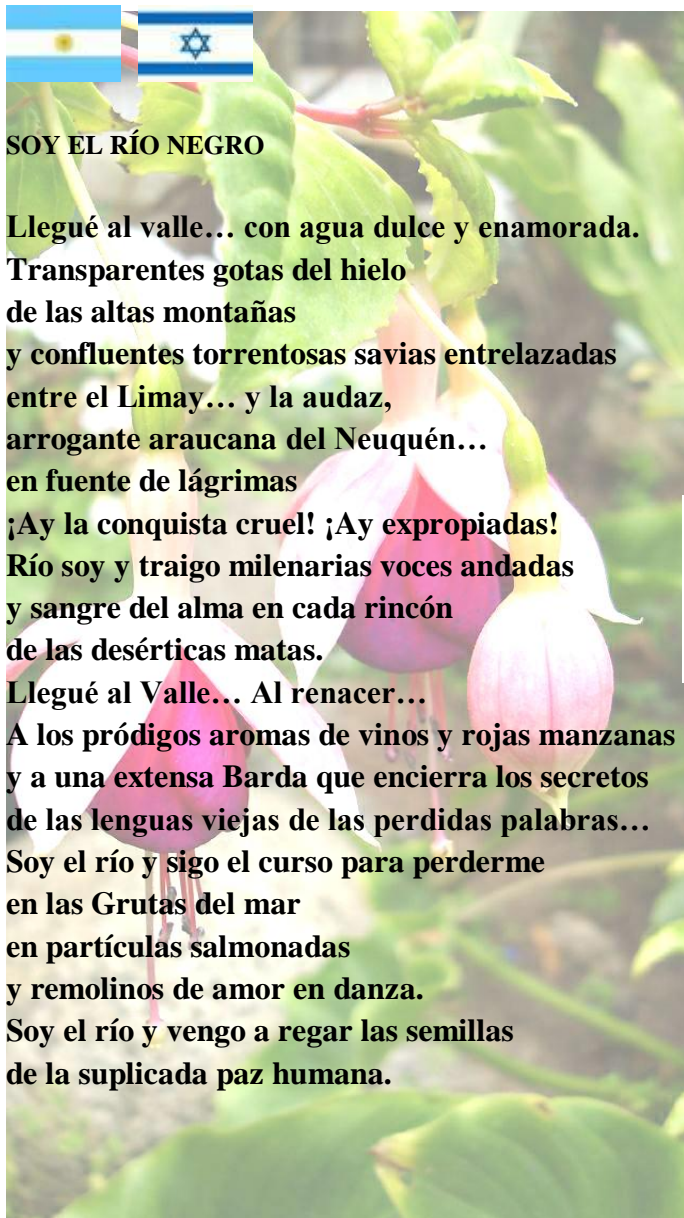 SOY EL RÍO NEGRO
Llegué al valle… con agua dulce y enamorada.
Transparentes gotas del hielo
de las altas montañas
y confluentes torrentosas savias entrelazadas
entre el Limay… y la audaz,
arrogante araucana del Neuquén…
en fuente de lágrimas
¡Ay la conquista cruel! ¡Ay expropiadas!
Río soy y traigo milenarias voces andadas
y sangre del alma en cada rincón
de las desérticas matas.
Llegué al Valle… Al renacer…
A los pródigos aromas de vinos y rojas manzanas
y a una extensa Barda que encierra los secretos
de las lenguas viejas de las perdidas palabras…
Soy el río y sigo el curso para perderme
en las Grutas del mar
en partículas salmonadas
y remolinos de amor en danza.
Soy el río y vengo a regar las semillas
de la suplicada paz humana.